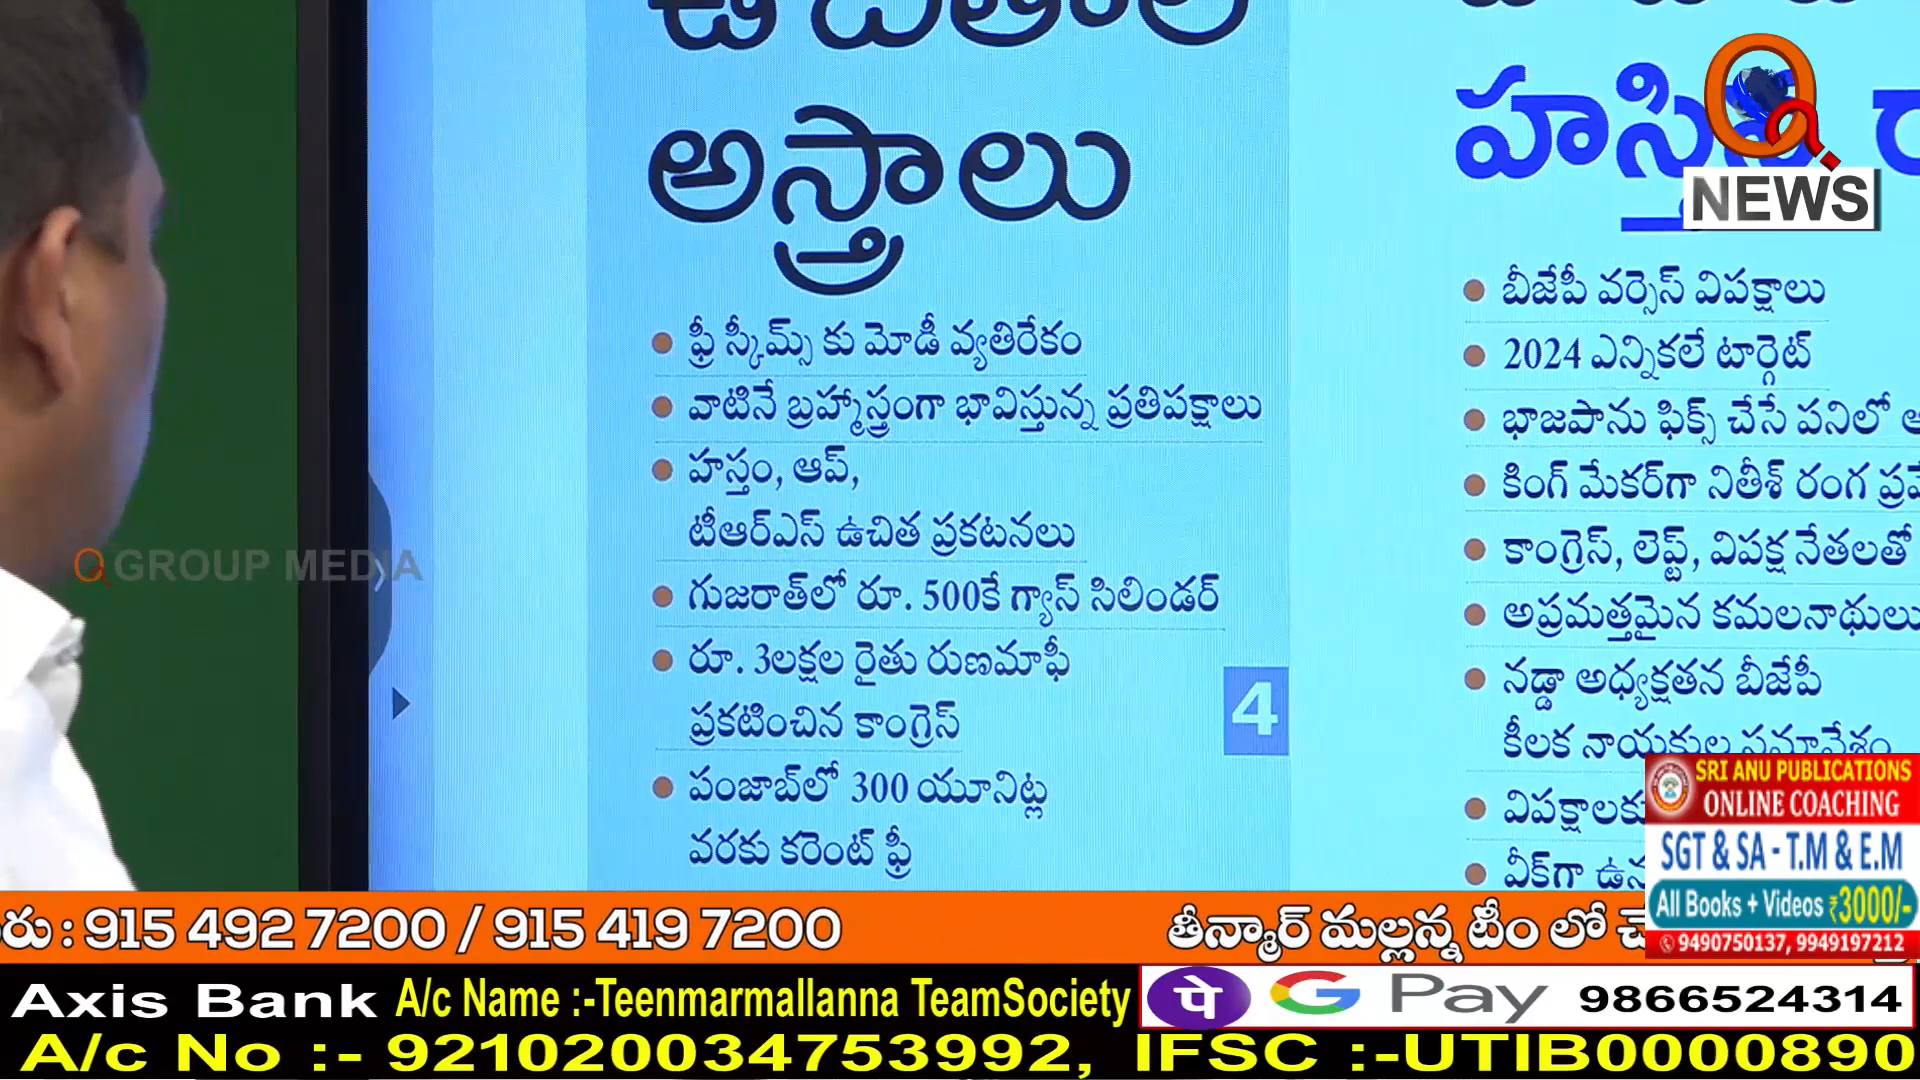 అస్త్రాలు
ఫ్రీ స్కీమ్స్ కు మోడీ వ్యతిరేకం
వాటినే బ్రహ్మాస్త్రంగా భావిస్తున్న ప్రతిపక్షాలు
హస్తం, ఆప్,
టీఆర్ఎస్ ఉచిత ప్రకటనలు
గుజరాత్‌లో రూ. 500కే గ్యాస్ సిలిండర్
రూ. 3లక్షల రైతు రుణమాఫీ
ప్రకటించిన కాంగ్రెస్
పంజాబ్‌లో 300 యూనిట్ల
వరకు కరెంట్ ఫ్రీ
4
బీజేపీ వర్సెస్ విపక్షాలు
2024 ఎన్నికలే టార్గెట్
భాజపాను ఫిక్స్ చేసే పనిలో
కింగ్ మేకర్‌గా నితీశ్ రంగ
కాంగ్రెస్, లెఫ్ట్, విపక్ష నేతలతో
అప్రమత్తమైన కమలనాథులు
నడ్డా అధ్యక్షతన బీజేపీ
కీలక నాయకుల సమావేశం
వీక్‌గా
Q NEWS
Q GROUP MEDIA
SRI ANU PUBLICATIONS
ONLINE COACHING
SGT & SA - T.M & E.M
All Books + Videos ₹3000/-
9490750137, 9949197212
915 492 7200 / 915 419 7200
తీన్మార్ మల్లన్న టీం లో
Axis Bank A/c Name :-Teenmarmallanna TeamSociety
पे G Pay 9866524314
A/c No :- 921020034753992, IFSC :-UTIB0000890